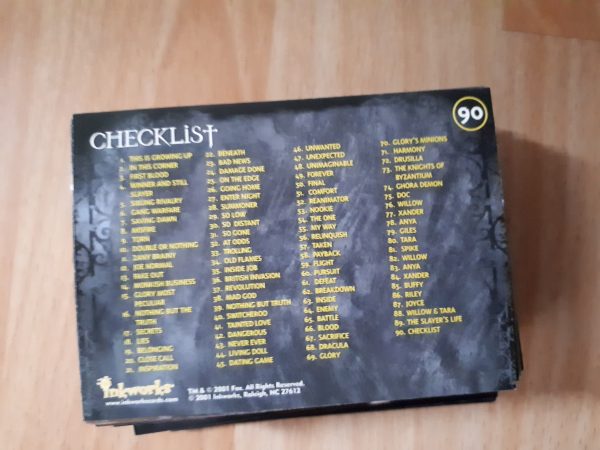 CHECKLIST
90
1. THIS IS GROWING UP
2. IN THIS CORNER
3. FIRST BLOOD
4. WINNER AND STILL
SLAYER
5. SIBLING RIVALRY
6. GANG WARFARE
7. SAVING DAWN
8. MISFIRE
9. TORN
10. DOUBLE OR NOTHING
11. ZANY BRAINY
12. JOE NORMAL
13. FAKE OUT
14. MONKISH BUSINESS
15. GLORY MOST
PECULIAR
16. NOTHING BUT THE
TRUTH
17. SECRETS
18. LIES
19. BELONGING
20. CLOSE CALL
21. INSPIRATION
22. BENEATH
23. BAD NEWS
24. DAMAGE DONE
25. ON THE EDGE
26. GOING HOME
27. ENTER NIGHT
28. SUMMONER
29. SO LOW
30. SO DISTANT
31. SO GONE
32. AT ODDS
33. TROLLING
34. OLD FLAMES
35. INSIDE JOB
36. BRITISH INVASION
37. REVOLUTION
38. MAD GOD
39. NOTHING BUT TRUTH
40. SWITCHEROO
41. TAINTED LOVE
42. DANGEROUS
43. NEVER EVER
44. LIVING DOLL
45. DATING GAME
46. UNWANTED
47. UNEXPECTED
48. UNIMAGINABLE
49. FOREVER
50. FINAL
51. COMFORT
52. REANIMATOR
53. NOOKIE
54. THE ONE
55. MY WAY
56. RELINQUISH
57. TAKEN
58. PAYBACK
59. FLIGHT
60. PURSUIT
61. DEFEAT
62. BREAKDOWN
63. INSIDE
64. ENEMY
65. BATTLE
66. BLOOD
67. SACRIFICE
68. DRACULA
69. GLORY
70. GLORY'S MINIONS
71. HARMONY
72. DRUSILLA
73. THE KNIGHTS OF
BYZANTIUM
74. GHORA DEMON
75. DOC
76. WILLOW
77. XANDER
78. ANYA
79. GILES
80. TARA
81. SPIKE
82. WILLOW
83. ANYA
84. XANDER
85. BUFFY
86. RILEY
87. JOYCE
88. WILLOW & TARA
89. THE SLAYER'S LIFE
90. CHECKLIST
inkworks
www.inkworkscards.com
TM & © 2001 Fox. All Rights Reserved.
© 2001 Inkworks, Raleigh, NC 27612